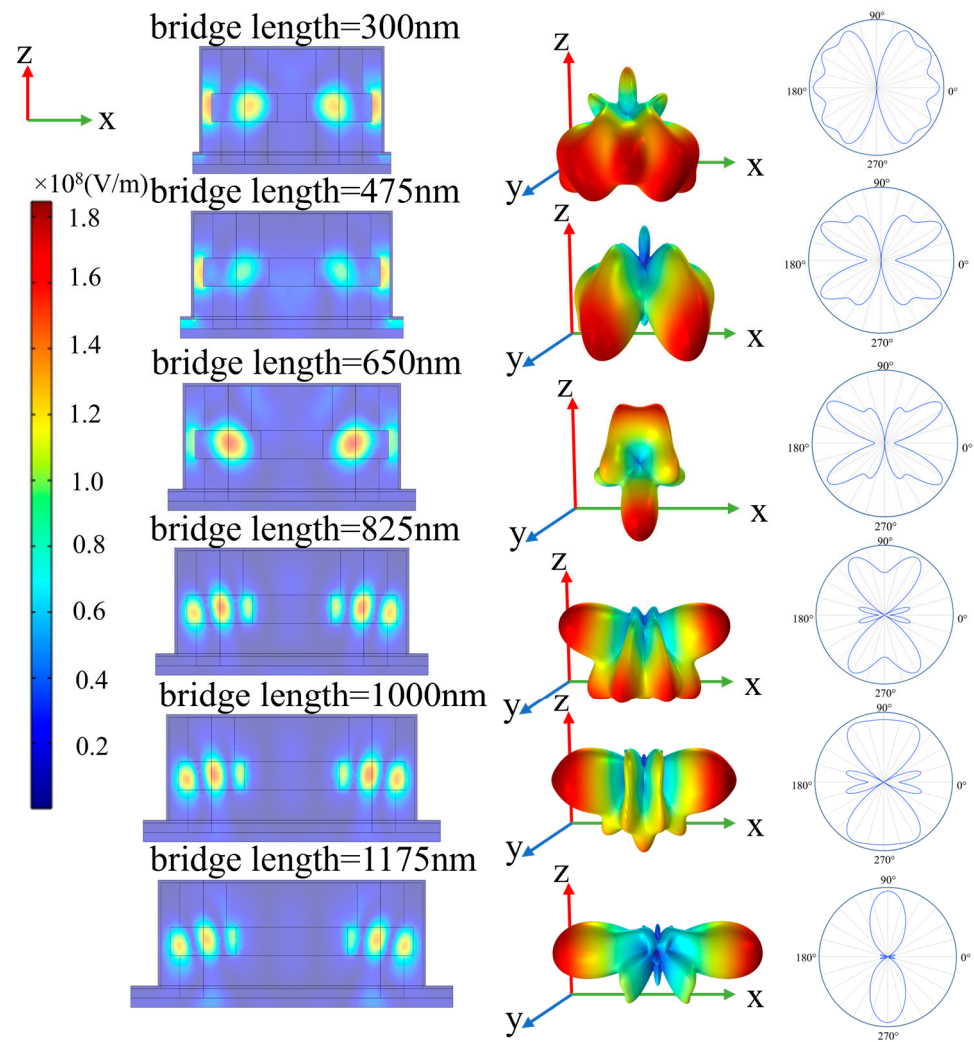 bridge length=300nm
z
x
×10⁸(V/m)
1.8
1.6
1.4
1.2
1.0
0.8
0.6
0.4
0.2
z
x
y
90°
180°
0°
270°
bridge length=475nm
z
x
y
90°
180°
0°
270°
bridge length=650nm
z
x
y
90°
180°
0°
270°
bridge length=825nm
z
x
y
90°
180°
0°
270°
bridge length=1000nm
z
x
y
90°
180°
0°
270°
bridge length=1175nm
z
x
y
90°
180°
0°
270°